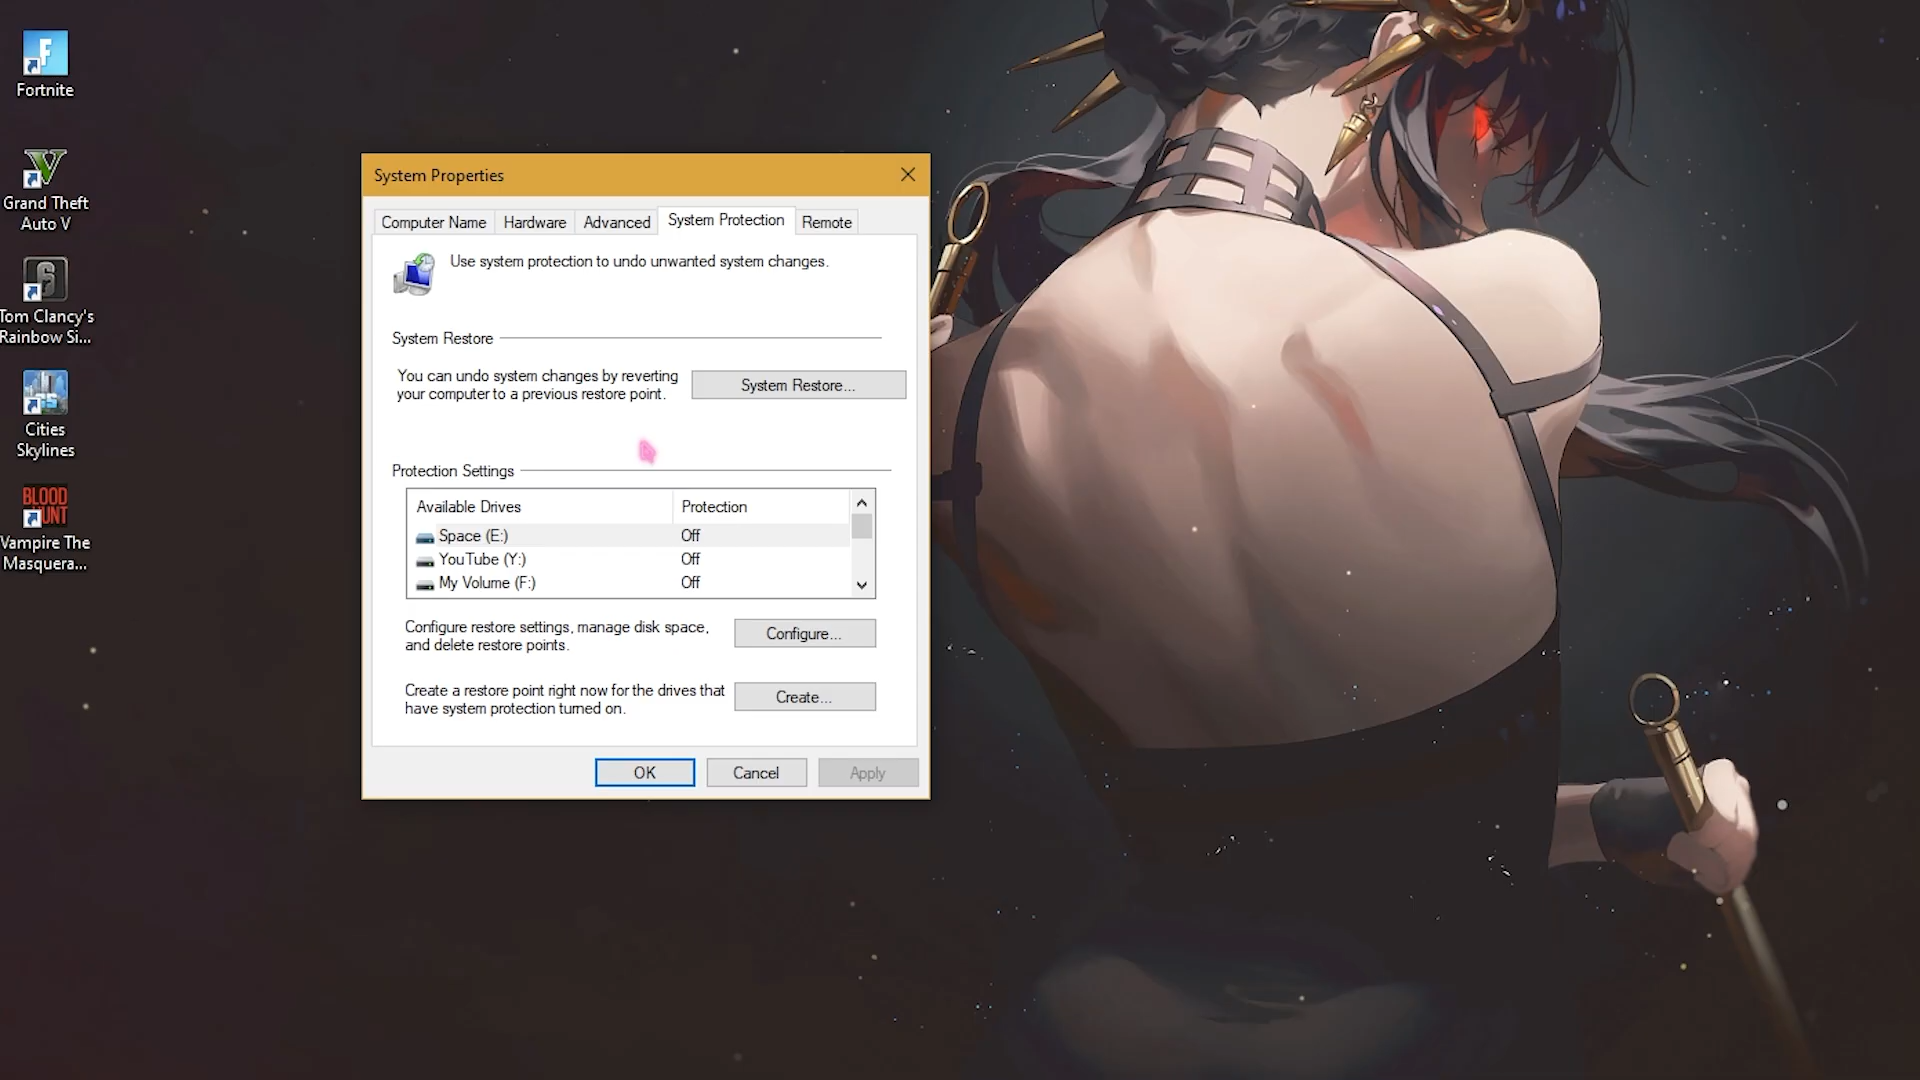 Fortnite
Grand Theft
Auto V
Tom Clancy's
Rainbow Si...
Cities
Skylines
BLOOD
HUNT
Vampire The
Masquera...
System Properties
Computer Name
Hardware
Advanced
System Protection
Remote
Use system protection to undo unwanted system changes.
System Restore
You can undo system changes by reverting
your computer to a previous restore point.
System Restore...
Protection Settings
Available Drives Protection
Space (E:) Off
YouTube (Y:) Off
My Volume (F:) Off
Configure restore settings, manage disk space,
and delete restore points.
Configure...
Create a restore point right now for the drives that
have system protection turned on.
Create...
OK
Cancel
Apply